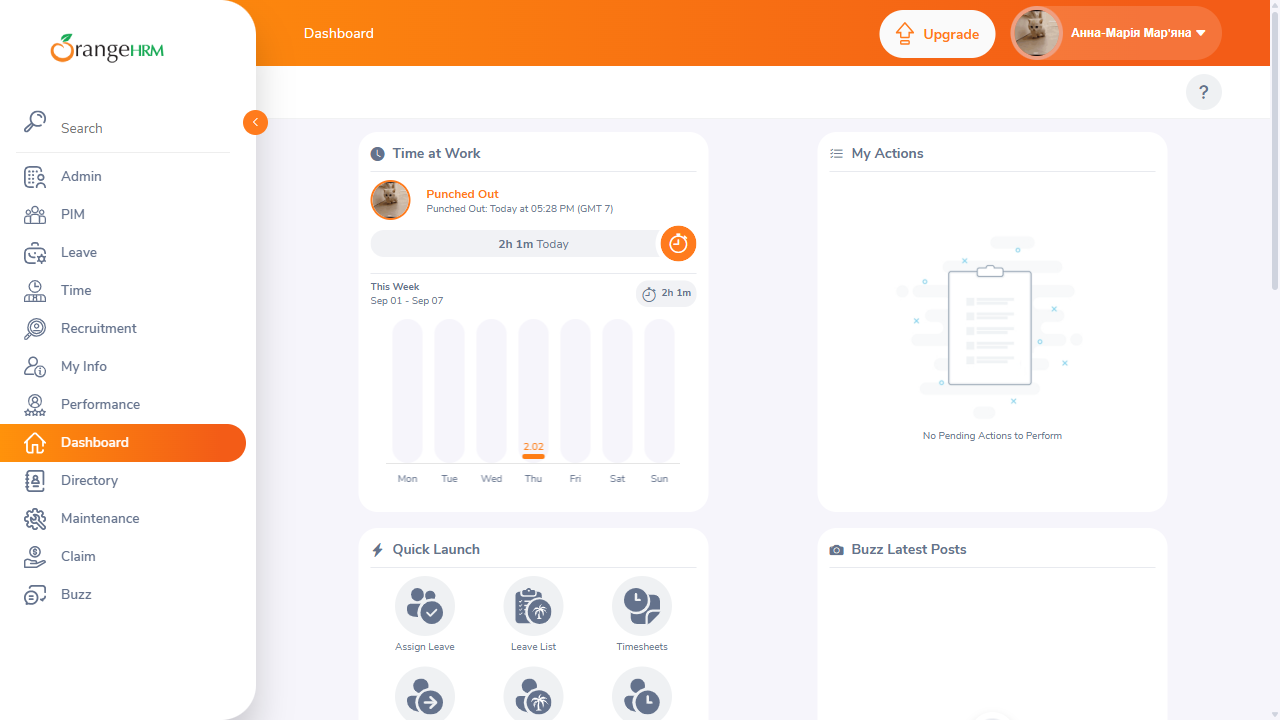 OrangeHRM
Search
Admin
PIM
Leave
Time
Recruitment
My Info
Performance
Dashboard
Directory
Maintenance
Claim
Buzz
Dashboard
Upgrade
Анна-Марія Мар'яна
?
Time at Work
Punched Out
Punched Out: Today at 05:28 PM (GMT 7)
2h 1m Today
This Week
Sep 01 - Sep 07
2h 1m
2.02
Mon Tue Wed Thu Fri Sat Sun
My Actions
No Pending Actions to Perform
Quick Launch
Assign Leave Leave List Timesheets
Buzz Latest Posts